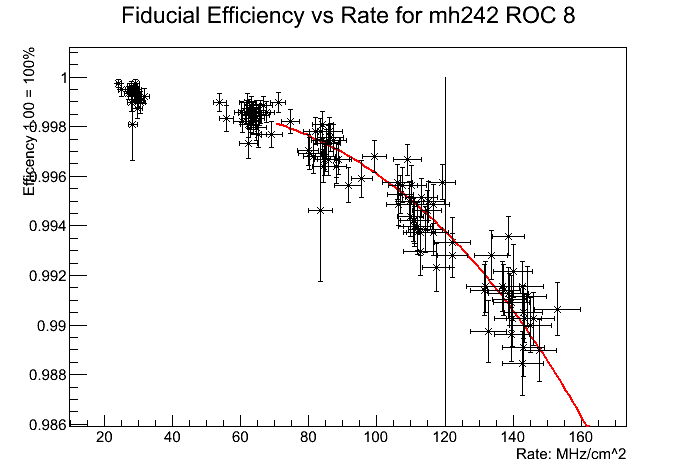 Fiducial Efficiency vs Rate for mh242 ROC 8
Efficency 1.00 = 100%
1
0.998
0.996
0.994
0.992
0.99
0.988
0.986
20 40 60 80 100 120 140 160
Rate: MHz/cm^2